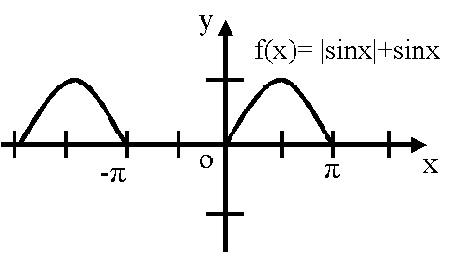 y
f(x)= |sinx|+sinx
-π
o
π
x